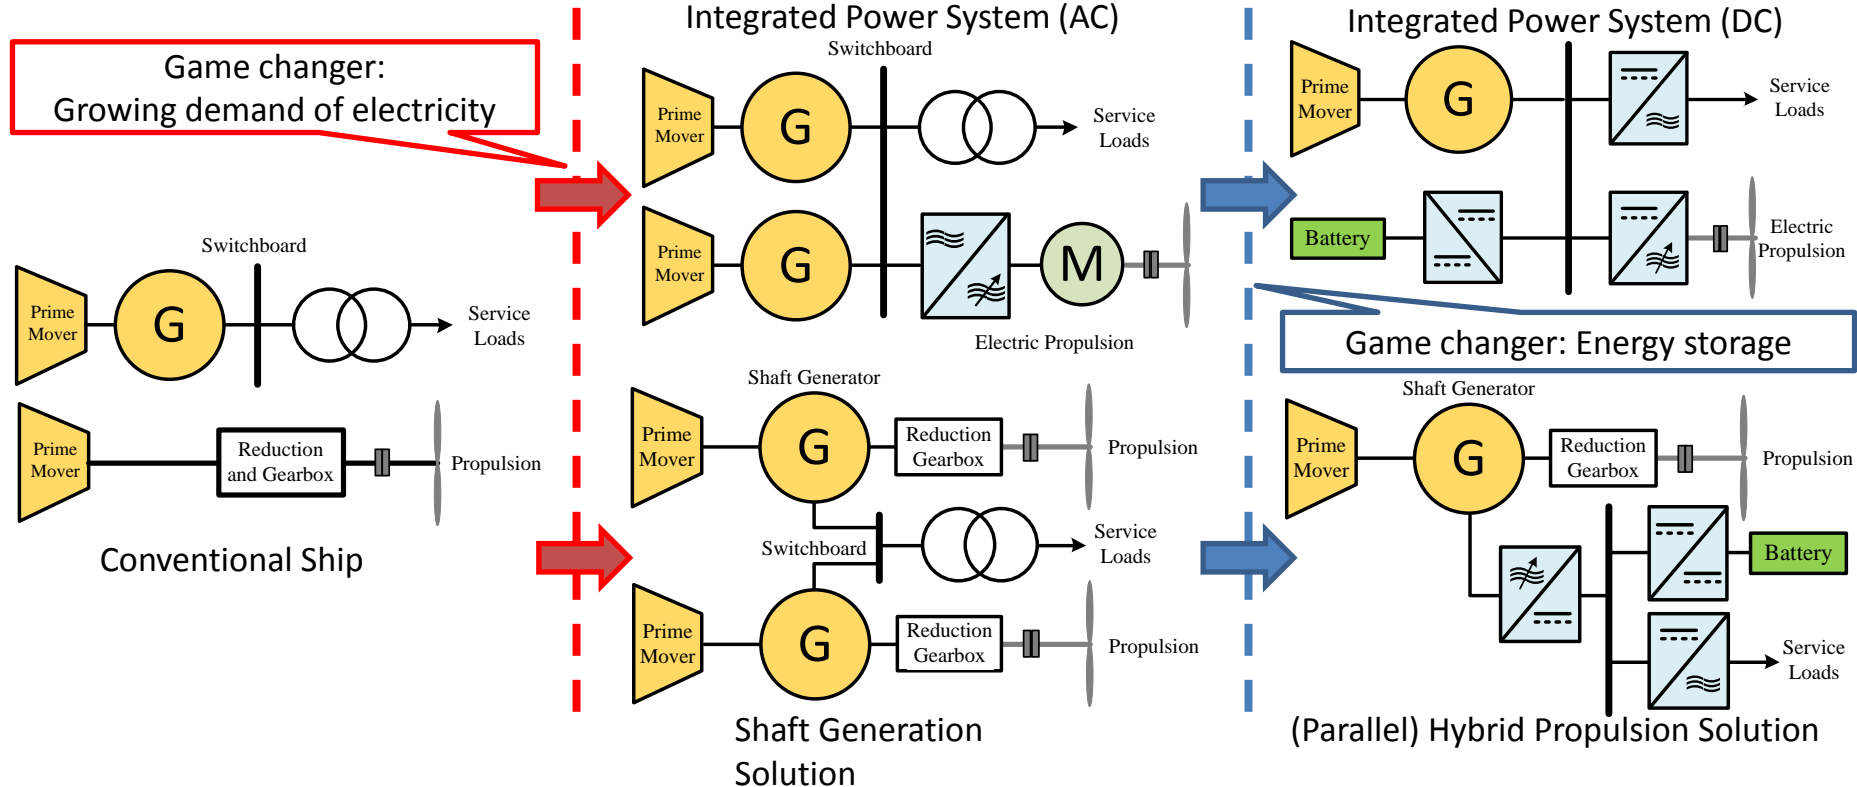 Game changer:
Growing demand of electricity
Switchboard
Prime
Mover
G
Service
Loads
Prime
Mover
Reduction
and Gearbox
Propulsion
Conventional Ship
Integrated Power System (AC)
Switchboard
Prime
Mover
G
Service
Loads
Prime
Mover
G
M
Electric Propulsion
Shaft Generator
Prime
Mover
G
Reduction
Gearbox
Propulsion
Switchboard
Service
Loads
Prime
Mover
G
Reduction
Gearbox
Propulsion
Shaft Generation
Solution
Integrated Power System (DC)
Prime
Mover
G
Service
Loads
Battery
Electric
Propulsion
Game changer: Energy storage
Shaft Generator
Prime
Mover
G
Reduction
Gearbox
Propulsion
Battery
Service
Loads
(Parallel) Hybrid Propulsion Solution